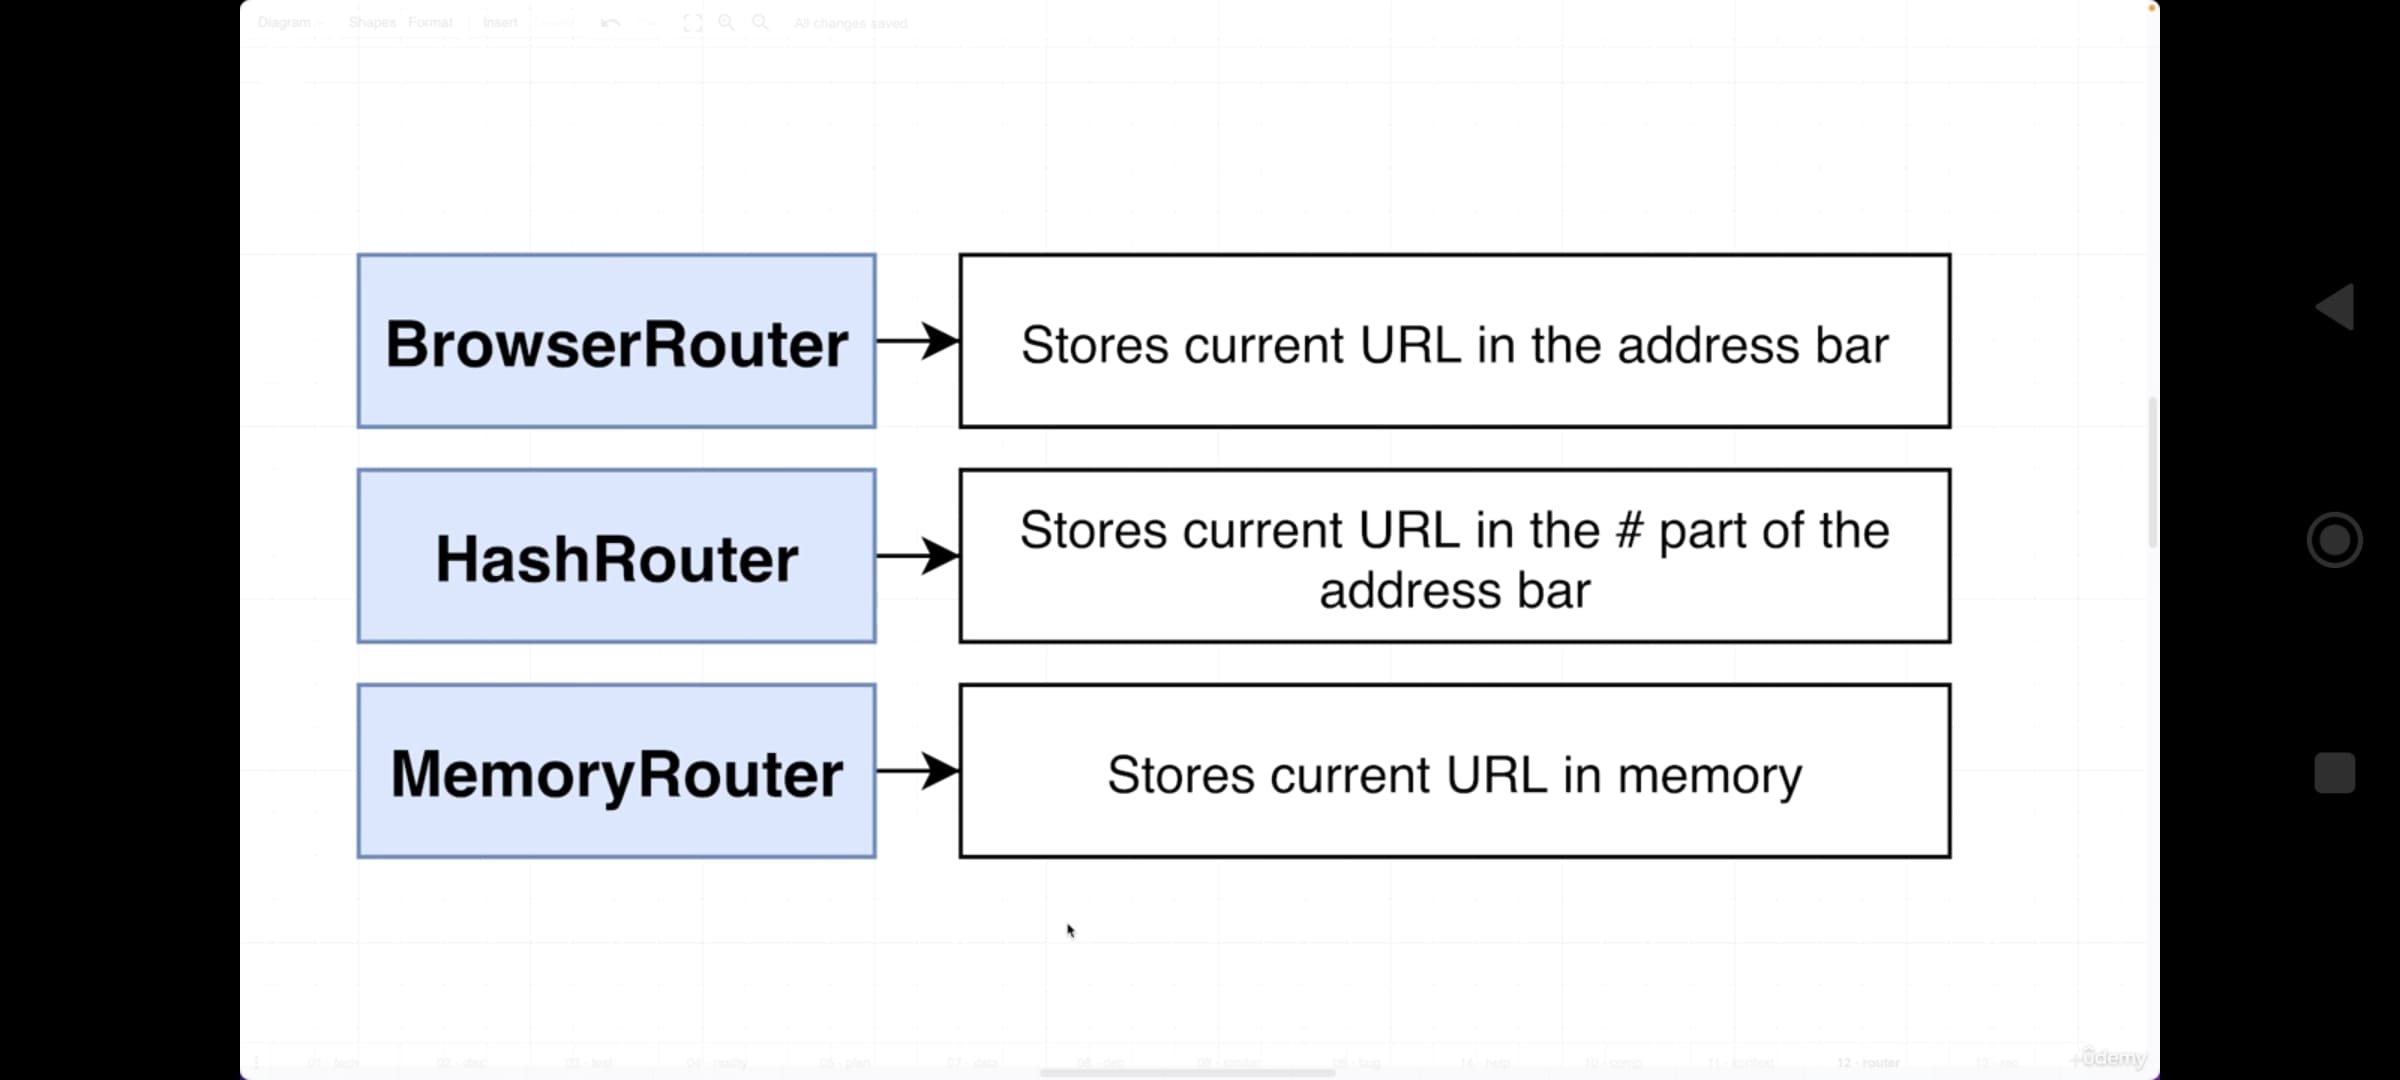 Diagram Shapes Format Insert All changes saved
BrowserRouter
Stores current URL in the address bar
HashRouter
Stores current URL in the # part of the
address bar
MemoryRouter
Stores current URL in memory
12 - router
ûdemy